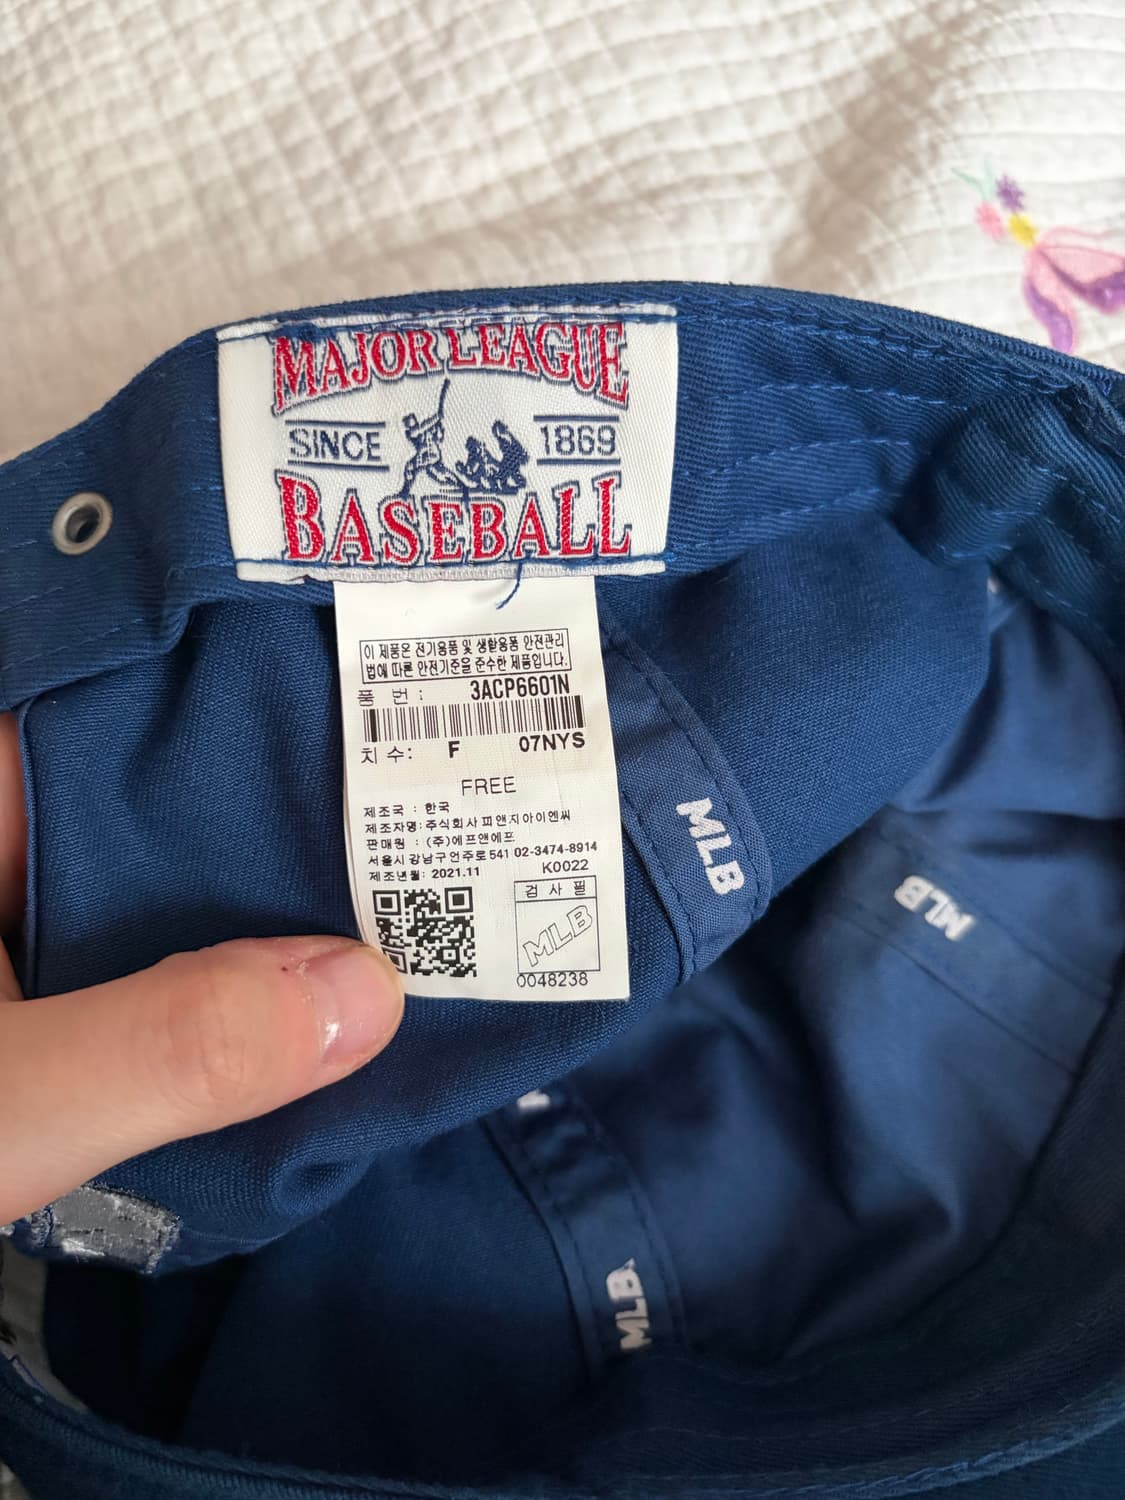 MAJOR LEAGUE
SINCE 1869
BASEBALL
이 제품은 전기용품 및 생활용품 안전관리
법에 따른 안전기준을 준수한 제품입니다.
품 번 : 3ACP6601N
치 수: F 07NYS
FREE
제조국 : 한국
제조자명: 주식회사 피앤지아이엔씨
판매원 : (주)에프앤에프
서울시 강남구 언주로 541 02-3474-8914
제조년월: 2021.11 K0022
검 사 필
MLB
0048238
MLB
MLB
MLB